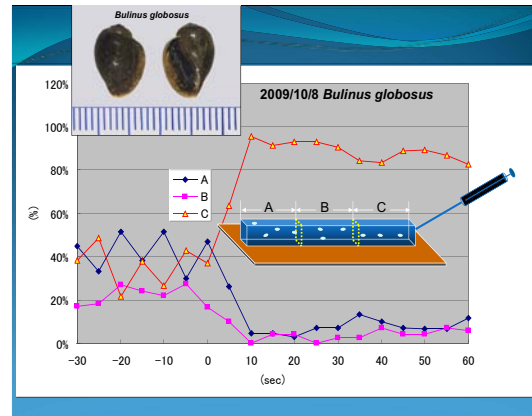 Bulinus globosus
2009/10/8 Bulinus globosus
120%
100%
80%
60%
40%
20%
0%
(%)
A
B
C
A B C
-30 -20 -10 0 10 20 30 40 50 60
(sec)